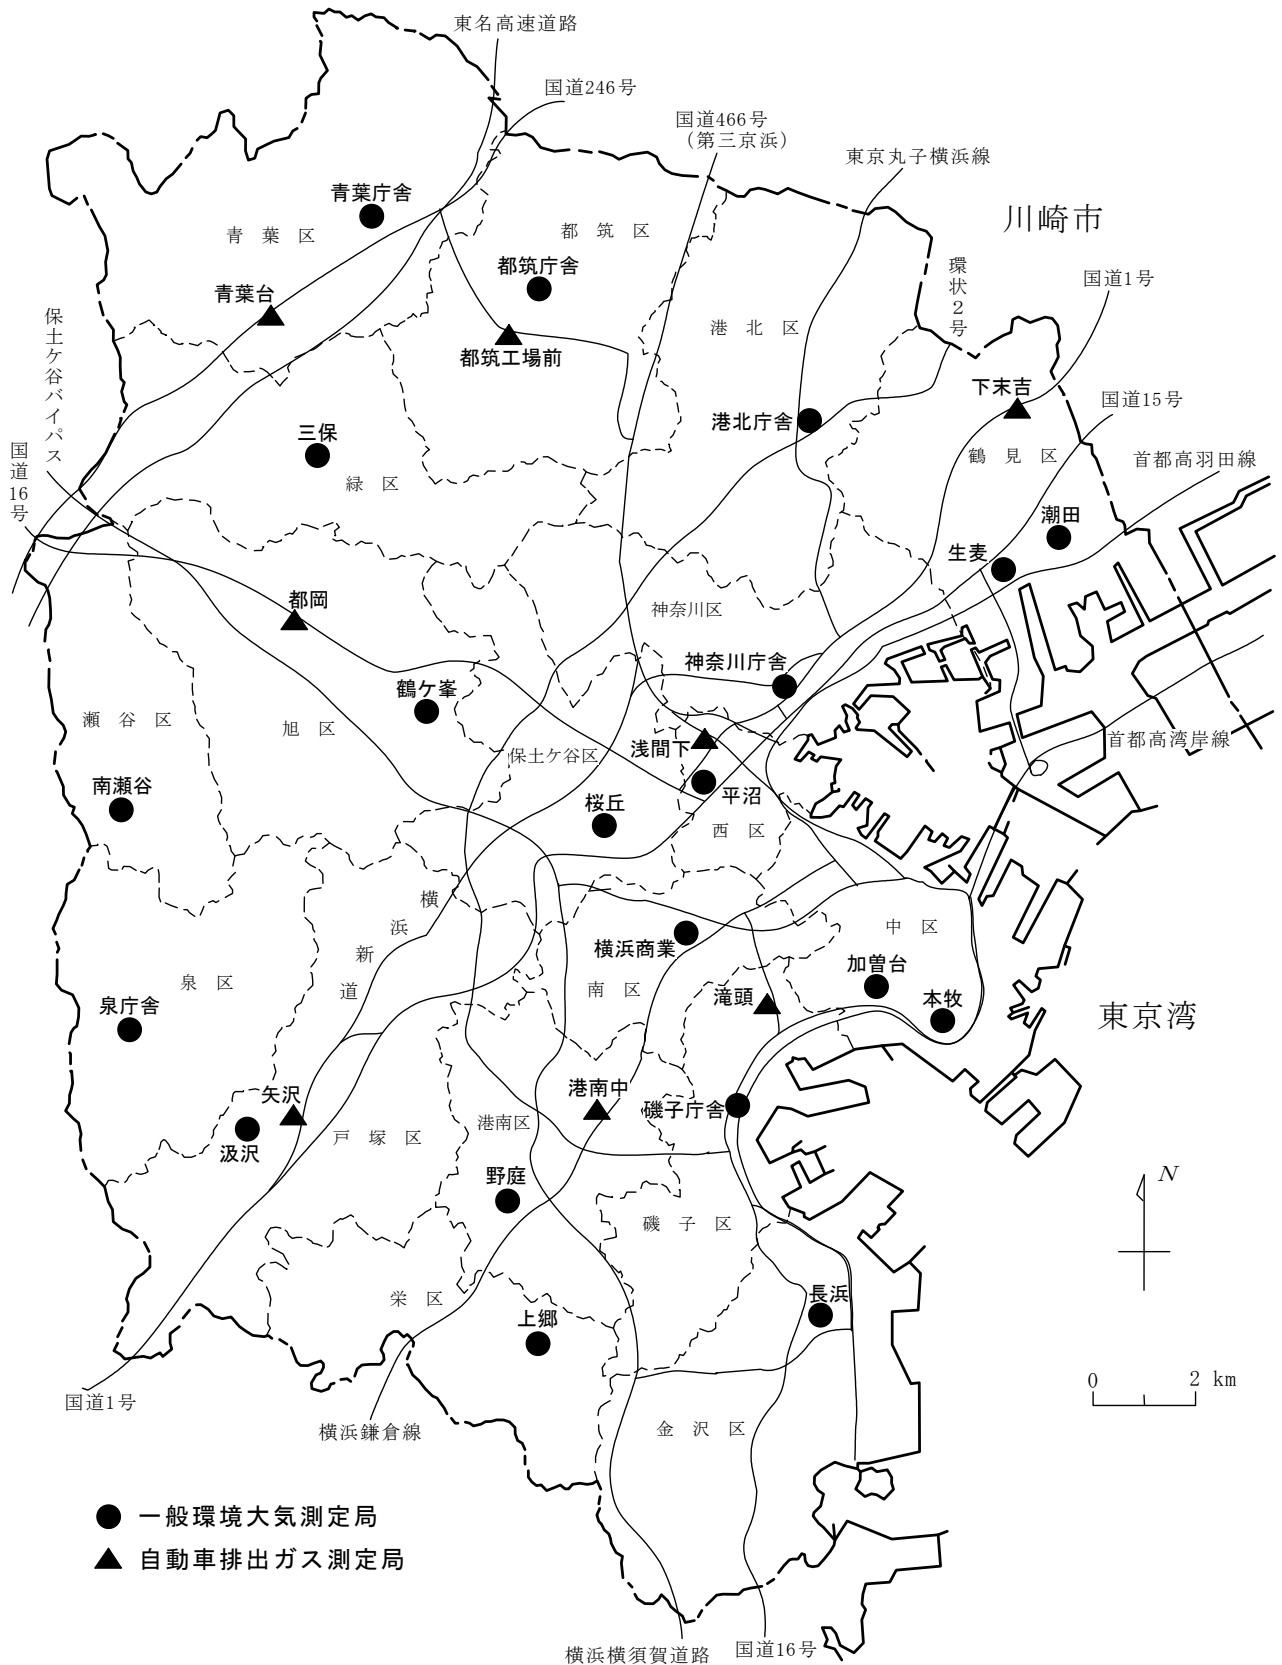 東名高速道路
国道246号
国道466号
（第三京浜）
東京丸子横浜線
川崎市
青葉庁舎
青葉区
都筑区
都筑庁舎
環状2号
国道1号
青葉台
保土ケ谷バイパス
港北区
都筑工場前
下末吉
国道15号
港北庁舎
三保
国道16号
緑区
鶴見区
首都高羽田線
潮田
生麦
都岡
神奈川区
神奈川庁舎
鶴ケ峯
瀬谷区
旭区
保土ケ谷区
浅間下
首都高湾岸線
南瀬谷
桜丘
平沼
西区
横浜新道
横浜商業
中区
泉区
南区
加曽台
滝頭
本牧
泉庁舎
東京湾
矢沢
港南中
磯子庁舎
戸塚区
港南区
汲沢
野庭
N
磯子区
栄区
長浜
上郷
0 2 km
国道1号
横浜鎌倉線
金沢区
一般環境大気測定局
自動車排出ガス測定局
横浜横須賀道路
国道16号